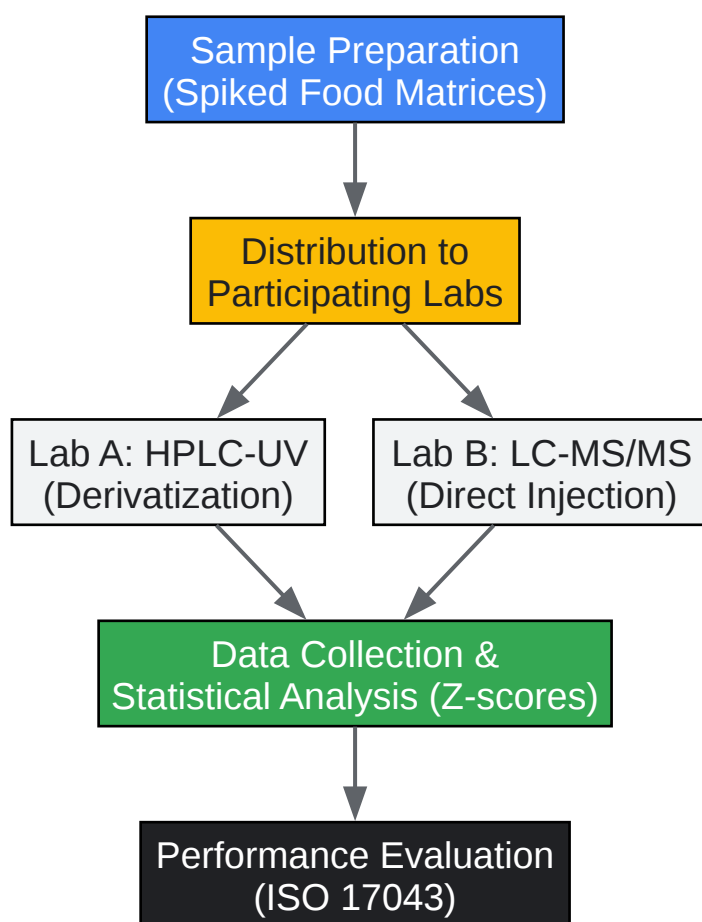 Sample Preparation
(Spiked Food Matrices)
Distribution to
Participating Labs
Lab A: HPLC-UV
(Derivatization)
Lab B: LC-MS/MS
(Direct Injection)
Data Collection &
Statistical Analysis (Z-scores)
Performance Evaluation
(ISO 17043)